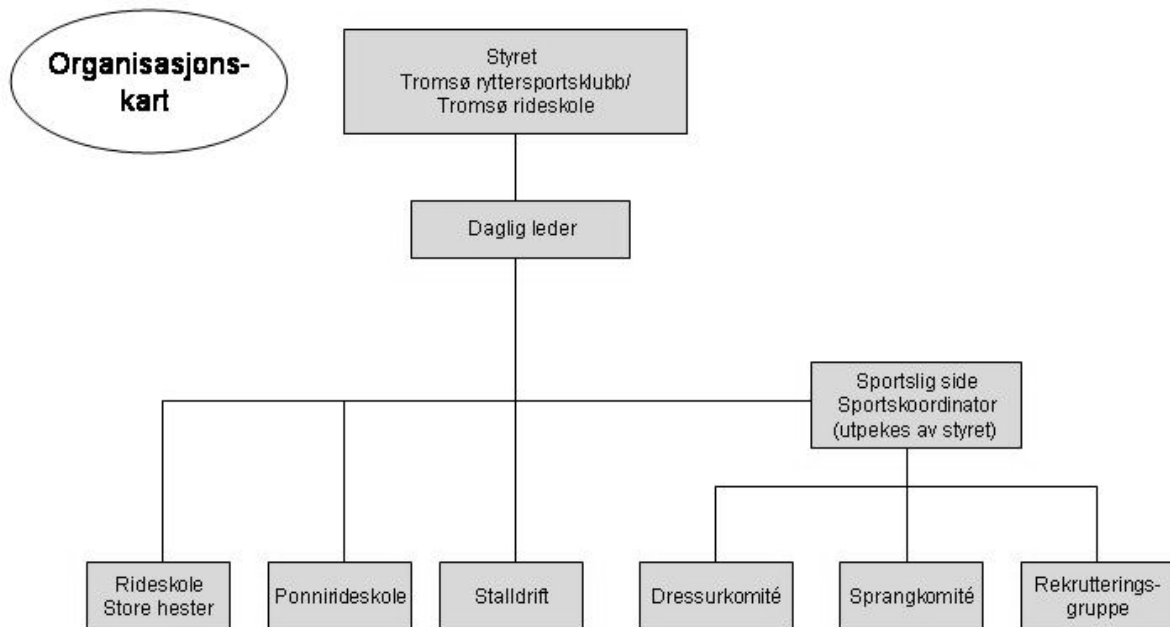 Organisasjons-
kart
Styret
Tromsø ryttersportsklubb/
Tromsø rideskole
Daglig leder
Sportslig side
Sportskoordinator
(utpekes av styret)
Rideskole
Store hester
Ponnirideskole
Stalldrift
Dressurkomité
Sprangkomité
Rekrutterings-
gruppe